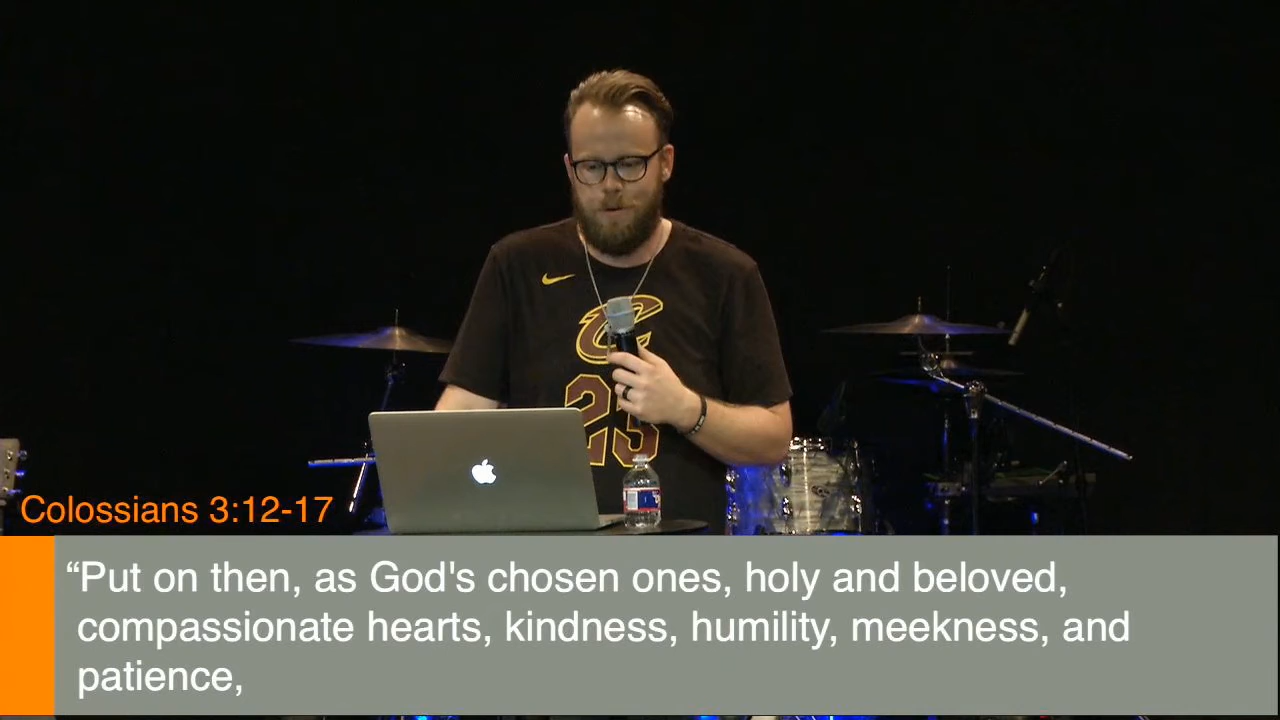 23
Colossians 3:12-17
“Put on then, as God's chosen ones, holy and beloved,
compassionate hearts, kindness, humility, meekness, and
patience,